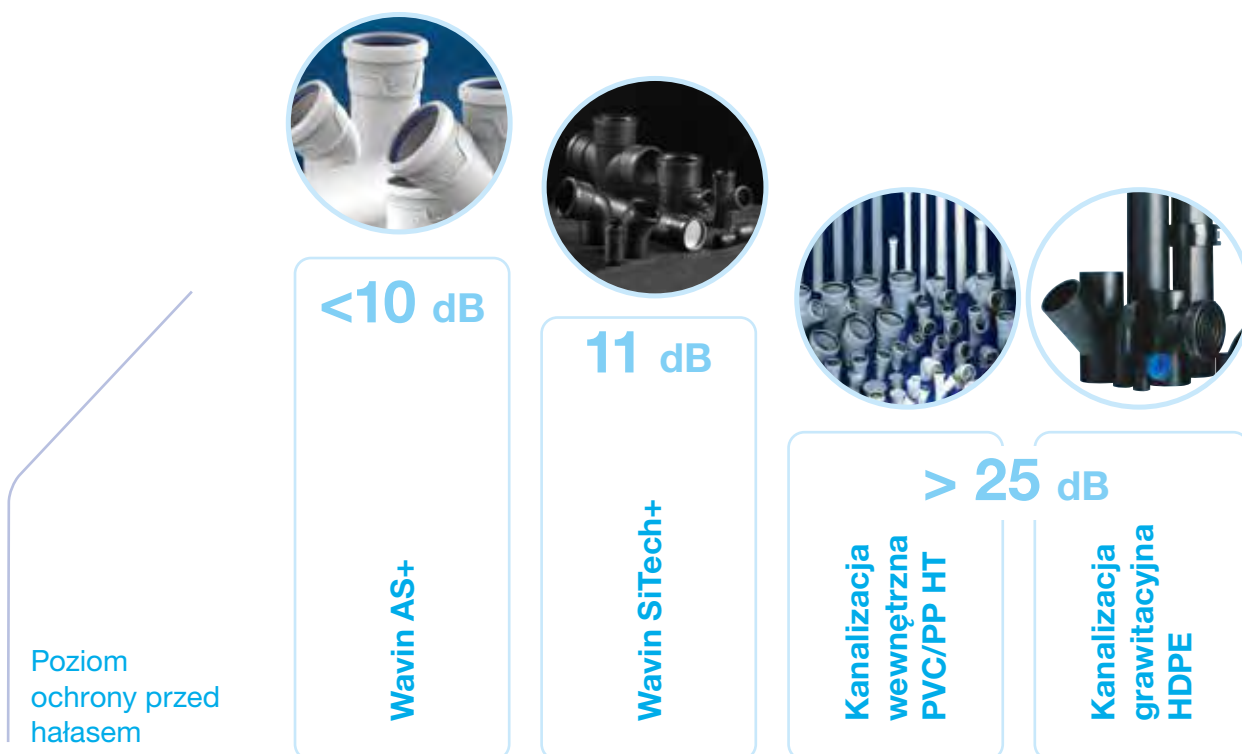 <10 dB
11 dB
> 25 dB
Wavin AS+
Wavin SiTech+
Kanalizacja
wewnętrzna
PVC/PP HT
Kanalizacja
grawitacyjna
HDPE
Poziom
ochrony przed
hałasem